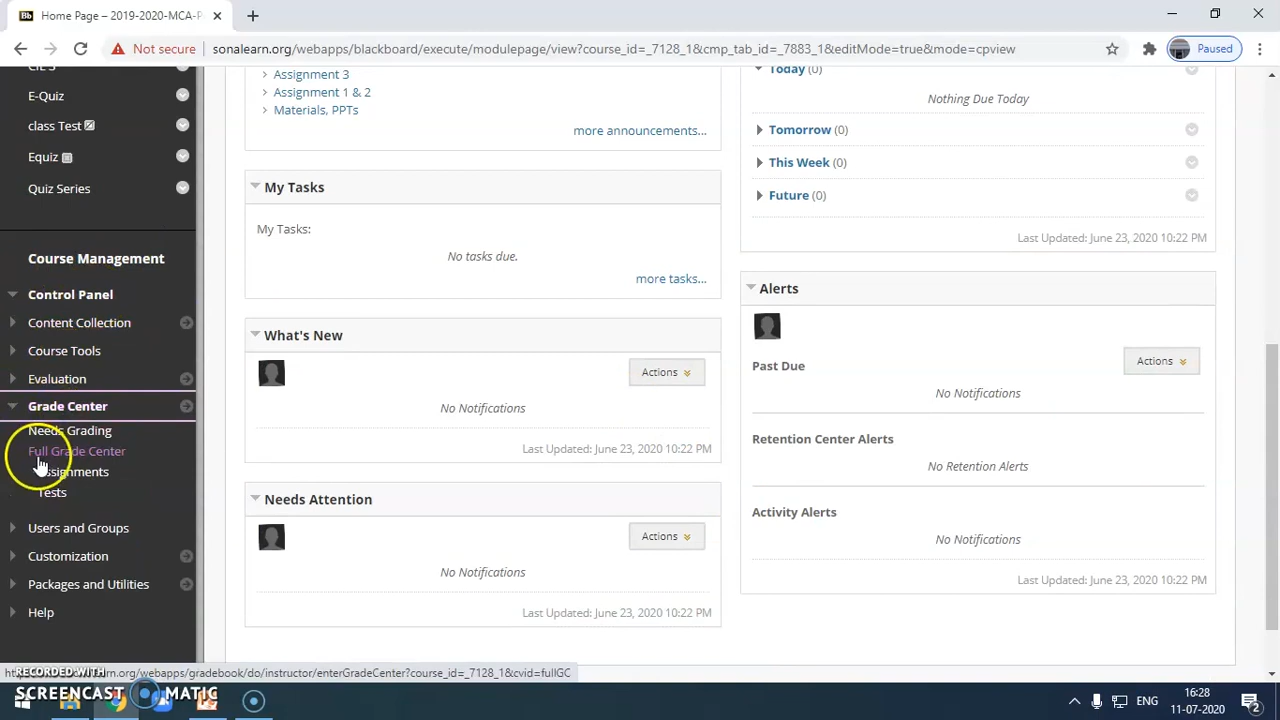 Bb Home Page – 2019-2020-MCA-P
Not secure
sonalearn.org/webapps/blackboard/execute/modulepage/view?course_id=_7128_1&cmp_tab_id=_7883_1&editMode=true&mode=cpview
Paused
E-Quiz
class Test
Equiz
Quiz Series
Course Management
Control Panel
Content Collection
Course Tools
Evaluation
Grade Center
Needs Grading
Full Grade Center
Assignments
Tests
Users and Groups
Customization
Packages and Utilities
Help
Assignment 3
Assignment 1 & 2
Materials, PPTs
more announcements...
My Tasks
My Tasks:
No tasks due.
more tasks...
What's New
Actions
No Notifications
Last Updated: June 23, 2020 10:22 PM
Needs Attention
Actions
No Notifications
Last Updated: June 23, 2020 10:22 PM
Today (0)
Nothing Due Today
Tomorrow (0)
This Week (0)
Future (0)
Last Updated: June 23, 2020 10:22 PM
Alerts
Actions
Past Due
No Notifications
Retention Center Alerts
No Retention Alerts
Activity Alerts
No Notifications
Last Updated: June 23, 2020 10:22 PM
rn.org/webapps/gradebook/do/instructor/enterGradeCenter?course_id=_7128_1&cvid=fullGC
RECORDED WITH
SCREENCAST MATIC
ENG
16:28
11-07-2020
2